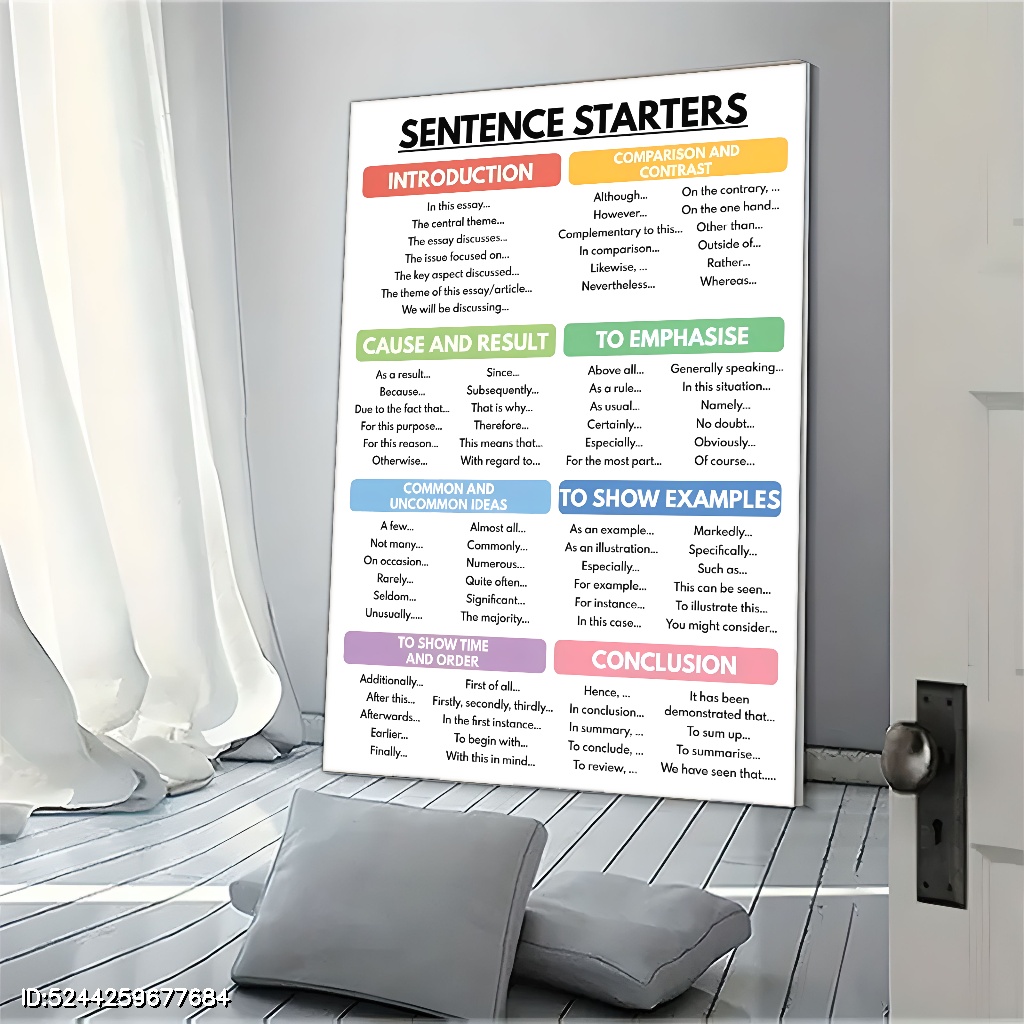 SENTENCE STARTERS
INTRODUCTION
In this essay...
The central theme...
The essay discusses...
The issue focused on...
The key aspect discussed...
The theme of this essay/article...
We will be discussing...
COMPARISON AND
CONTRAST
Although...
However...
Complementary to this...
In comparison...
Likewise, ...
Nevertheless...
On the contrary, ...
On the one hand...
Other than...
Outside of...
Rather...
Whereas...
CAUSE AND RESULT
As a result...
Because...
Due to the fact that...
For this purpose...
For this reason...
Otherwise...
Since...
Subsequently...
That is why...
Therefore...
This means that...
With regard to...
TO EMPHASISE
Above all...
As a rule...
As usual...
Certainly...
Especially...
For the most part...
Generally speaking...
In this situation...
Namely...
No doubt...
Obviously...
Of course...
COMMON AND
UNCOMMON IDEAS
A few...
Not many...
On occasion...
Rarely...
Seldom...
Unusually.....
Almost all...
Commonly...
Numerous...
Quite often...
Significant...
The majority...
TO SHOW EXAMPLES
As an example...
As an illustration...
Especially...
For example...
For instance...
In this case...
Markedly...
Specifically...
Such as...
This can be seen...
To illustrate this...
You might consider...
TO SHOW TIME
AND ORDER
Additionally...
After this...
Afterwards...
Earlier...
Finally...
First of all...
Firstly, secondly, thirdly...
In the first instance...
To begin with...
With this in mind...
CONCLUSION
Hence, ...
In conclusion...
In summary, ...
To conclude, ...
To review, ...
It has been
demonstrated that...
To sum up...
To summarise...
We have seen that.....
ID:5244259677684